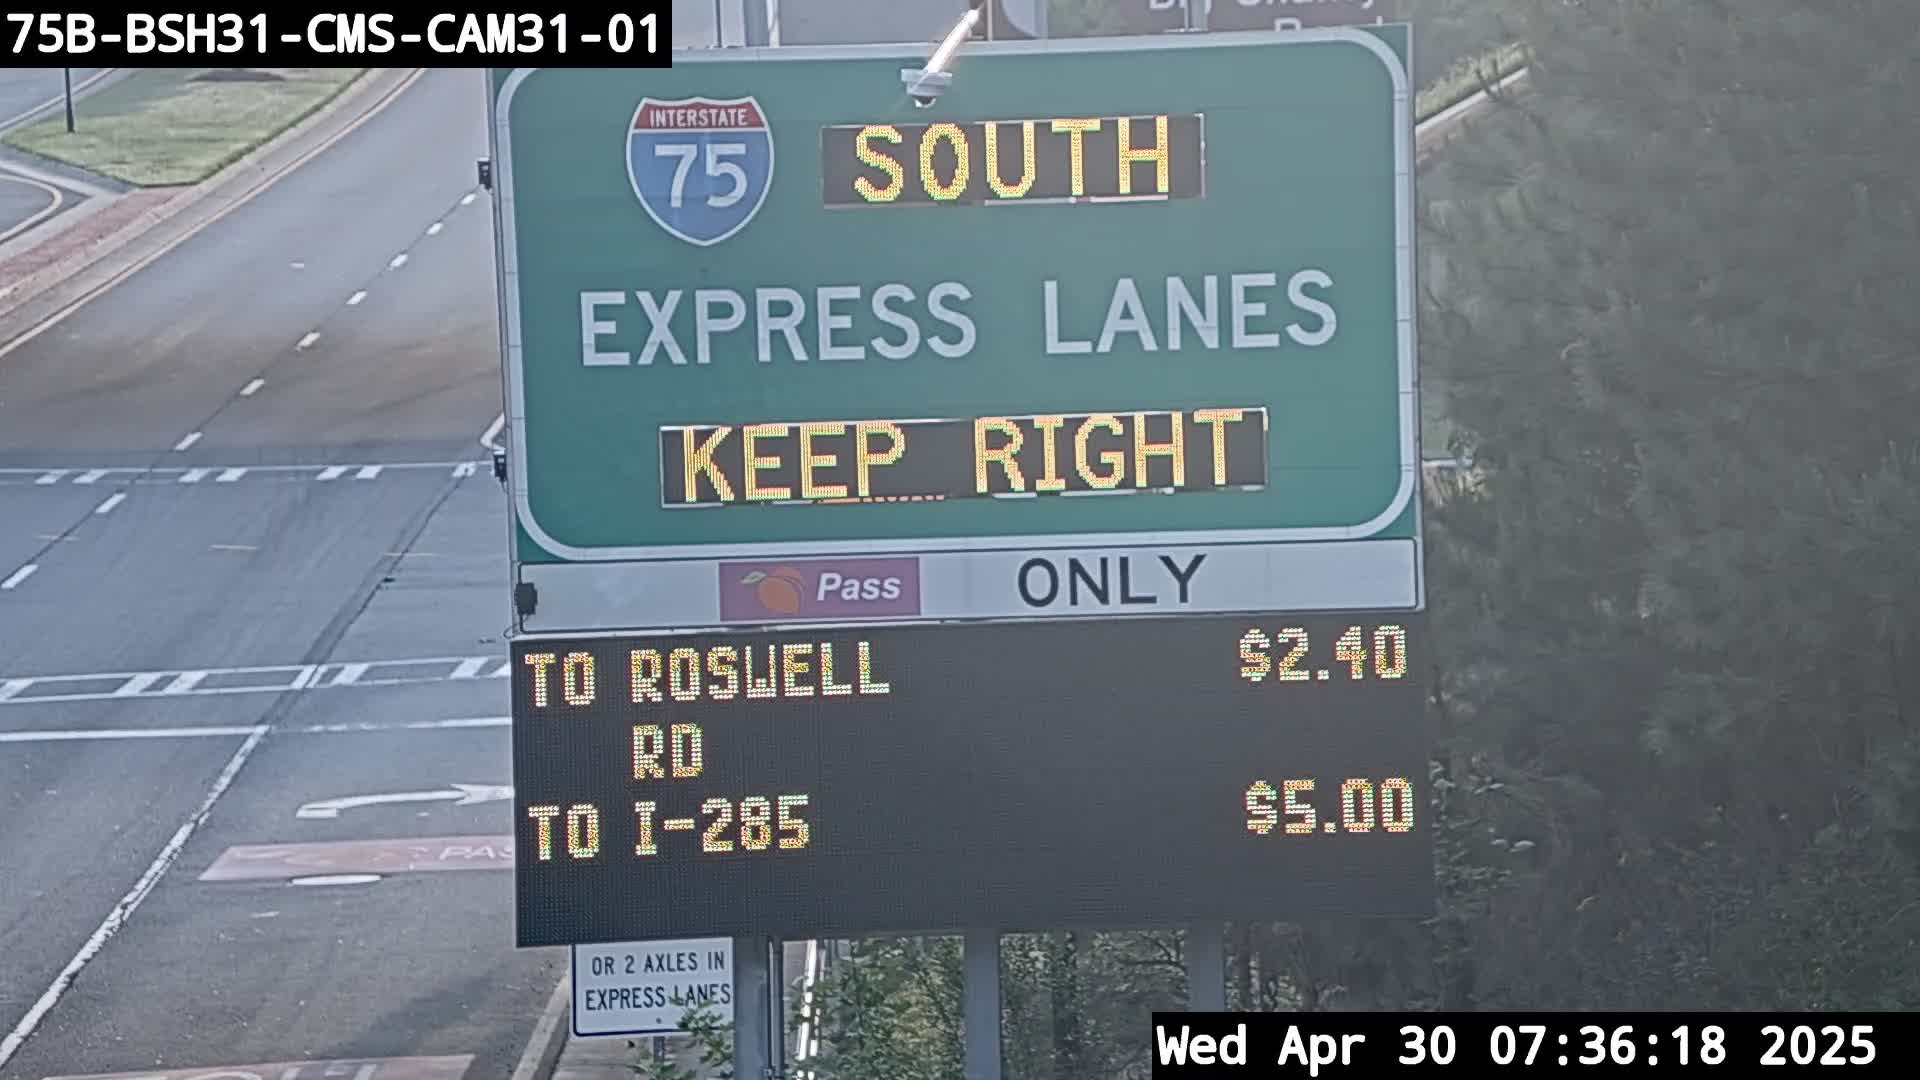 75B-BSH31-CMS-CAM31-01
INTERSTATE
75
SOUTH
EXPRESS LANES
KEEP RIGHT
Pass ONLY
TO ROSWELL $2.40
RD
TO I-285 $5.00
OR 2 AXLES IN
EXPRESS LANES
Wed Apr 30 07:36:18 2025